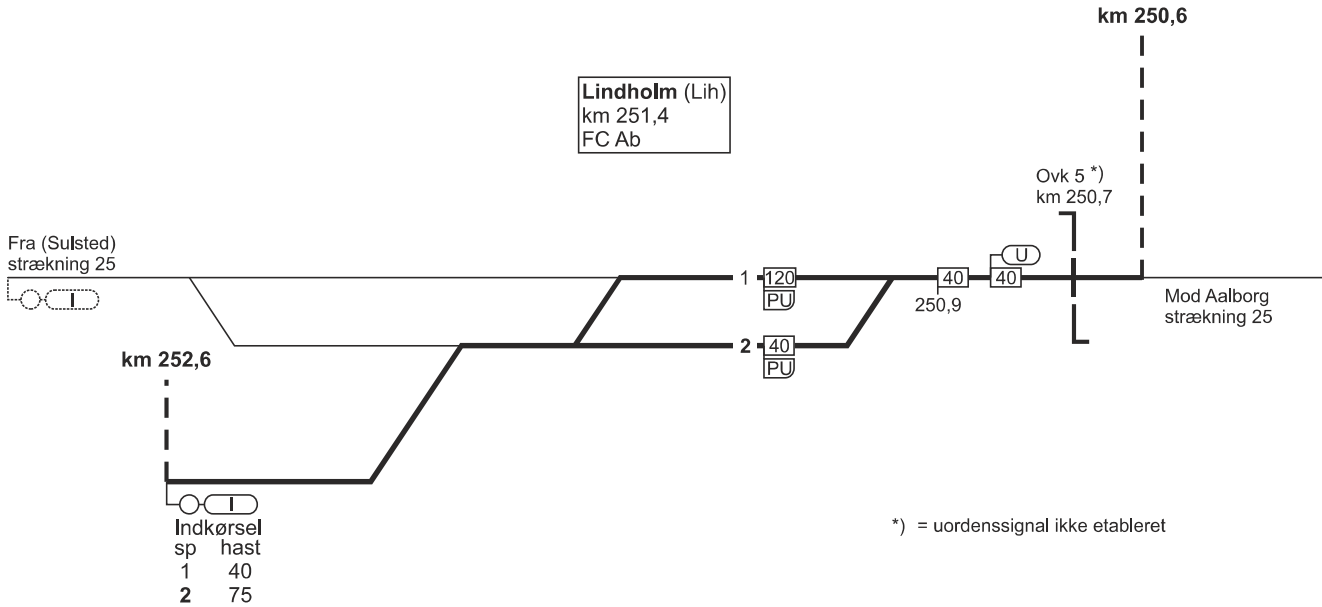 km 250,6
Lindholm (Lih)
km 251,4
FC Ab
Ovk 5 *)
km 250,7
Fra (Sulsted)
strækning 25
I
U
1 120 40 40
PU
250,9
Mod Aalborg
strækning 25
2 40
PU
km 252,6
I
Indkørsel
sp hast
1 40
2 75
*) = uordenssignal ikke etableret